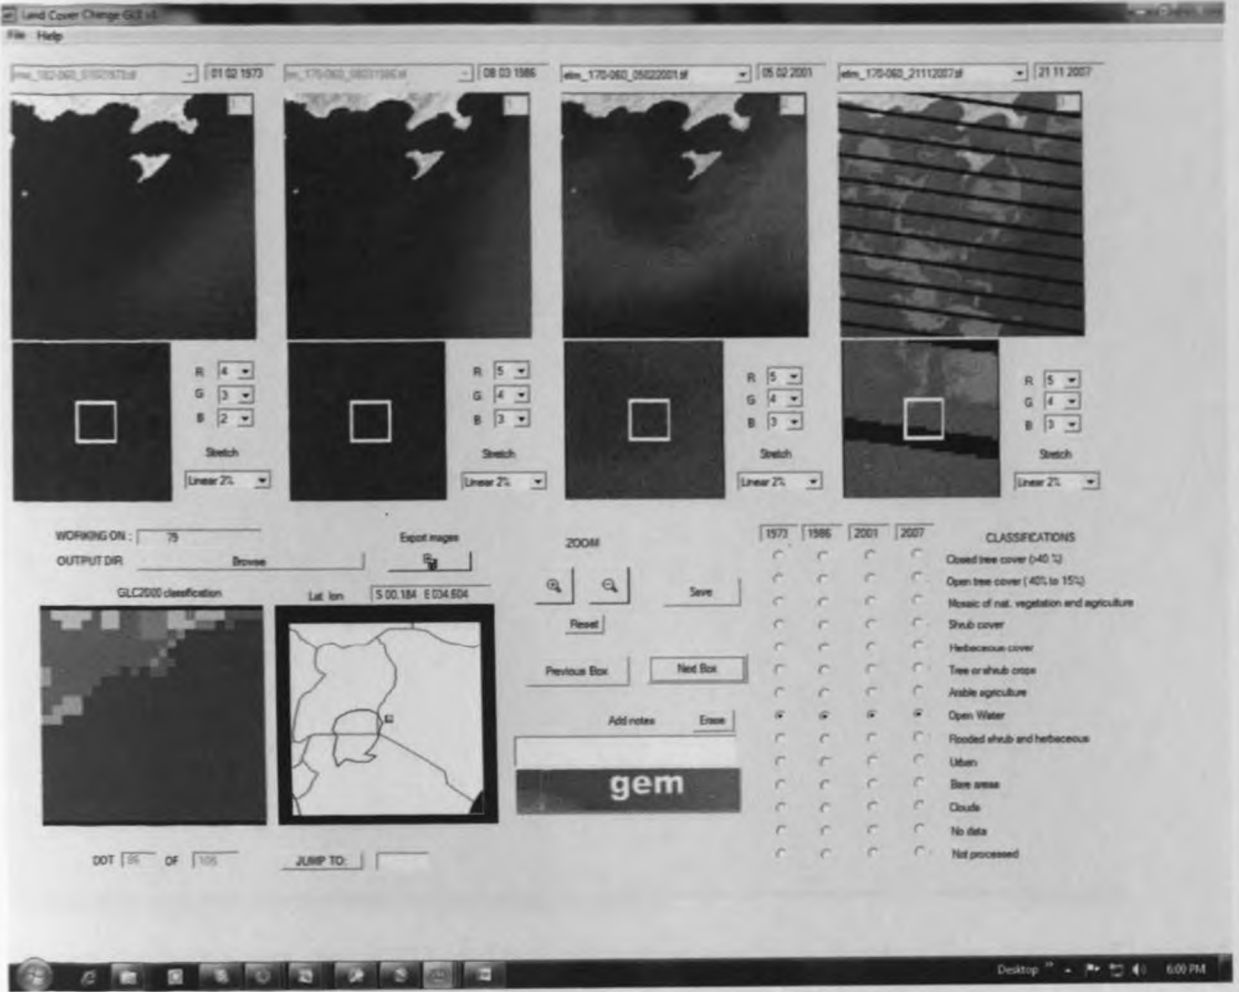 Land Cover Change GUI v1
File Help
01 02 1973
08 03 1986
etm_170-060_05022001.tif
05 02 2001
etm_170-060_21112007.tif
21 11 2007
R 4
G 3
B 2
Stretch
Linear 2%
R 5
G 4
B 3
Stretch
Linear 2%
R 5
G 4
B 3
Stretch
Linear 2%
R 5
G 4
B 3
Stretch
Linear 2%
WORKING ON : 79
OUTPUT DIR Browse
Export images
GLC2000 classification
Lat lon S 00.184 E 034.604
ZOOM
Reset
Save
Previous Box
Next Box
Add notes Erase
gem
DOT OF
JUMP TO:
1973 1986 2001 2007 CLASSIFICATIONS
Closed tree cover (>40 %)
Open tree cover ( 40% to 15%)
Mosaic of nat. vegetation and agriculture
Shrub cover
Herbaceous cover
Tree or shrub crops
Arable agriculture
Open Water
Flooded shrub and herbaceous
Urban
Bare areas
Clouds
No data
Not processed
Desktop
6:00 PM